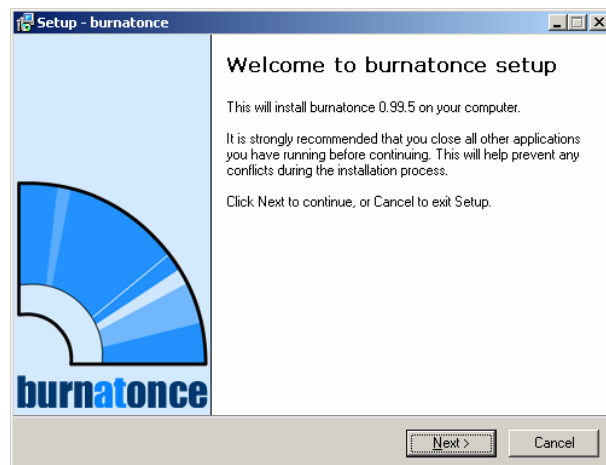 Setup - burnatonce
Welcome to burnatonce setup
This will install burnatonce 0.99.5 on your computer.
It is strongly recommended that you close all other applications
you have running before continuing. This will help prevent any
conflicts during the installation process.
Click Next to continue, or Cancel to exit Setup.
burnatonce
Next >
Cancel